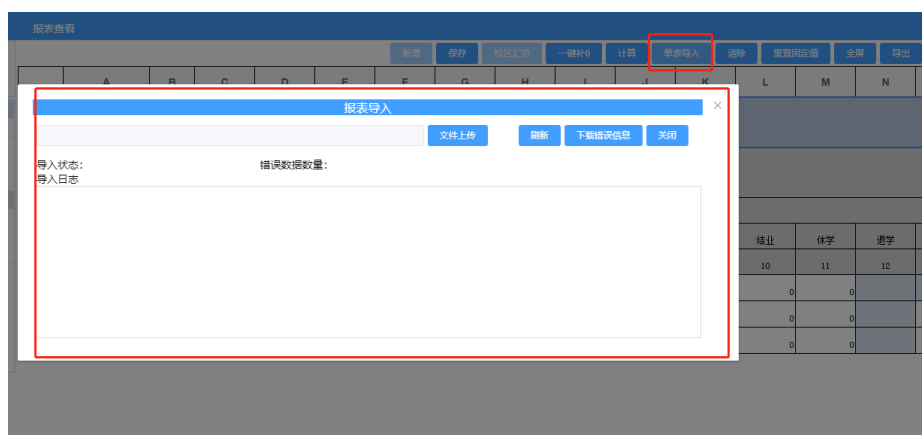 报表查看
新增 保存 校区汇总 一键补0 计算 单表导入 清除 重置固定值 全屏 导出
A B C D E F G H I J K L M N
报表导入 ×
文件上传 刷新 下载错误信息 关闭
导入状态: 错误数据数量:
导入日志
结业 休学 退学
10 11 12
0 0
0 0
0 0